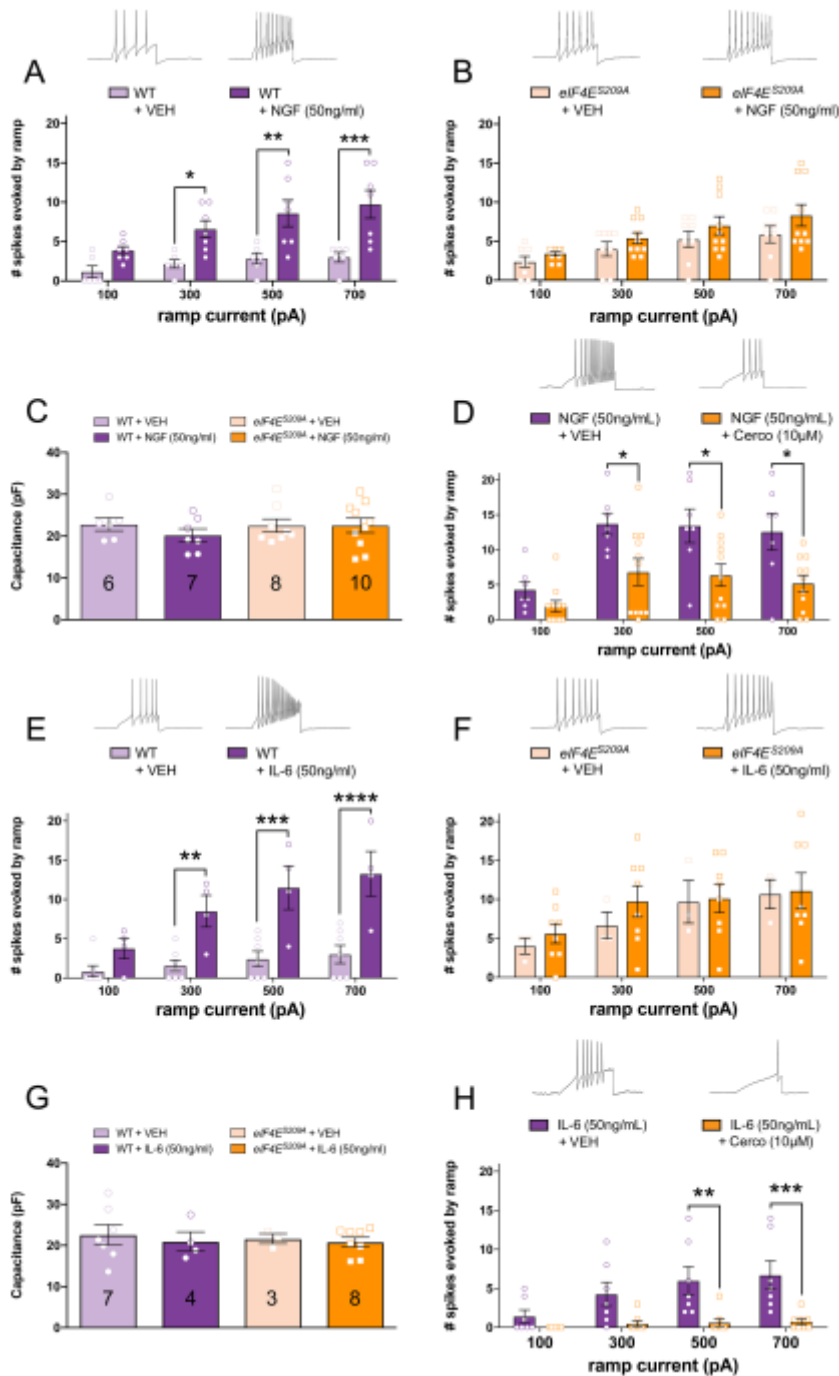 A
WT
+ VEH
WT
+ NGF (50ng/ml)
# spikes evoked by ramp
20
15
10
5
0
*
**
***
100 300 500 700
ramp current (pA)
B
eIF4E^S209A
+ VEH
eIF4E^S209A
+ NGF (50ng/ml)
# spikes evoked by ramp
20
15
10
5
0
100 300 500 700
ramp current (pA)
C
WT + VEH
eIF4E^S209A + VEH
WT + NGF (50ng/ml)
eIF4E^S209A + NGF (50ng/ml)
Capacitance (pF)
40
30
20
10
0
6 7 8 10
D
NGF (50ng/mL)
+ VEH
NGF (50ng/mL)
+ Cerco (10µM)
# spikes evoked by ramp
20
15
10
5
0
*
*
*
100 300 500 700
ramp current (pA)
E
WT
+ VEH
WT
+ IL-6 (50ng/ml)
# spikes evoked by ramp
20
15
10
5
0
**
***
****
100 300 500 700
ramp current (pA)
F
eIF4E^S209A
+ VEH
eIF4E^S209A
+ IL-6 (50ng/ml)
# spikes evoked by ramp
20
15
10
5
0
100 300 500 700
ramp current (pA)
G
WT + VEH
eIF4E^S209A + VEH
WT + IL-6 (50ng/ml)
eIF4E^S209A + IL-6 (50ng/ml)
Capacitance (pF)
40
30
20
10
0
7 4 3 8
H
IL-6 (50ng/mL)
+ VEH
IL-6 (50ng/mL)
+ Cerco (10µM)
# spikes evoked by ramp
20
15
10
5
0
**
***
100 300 500 700
ramp current (pA)